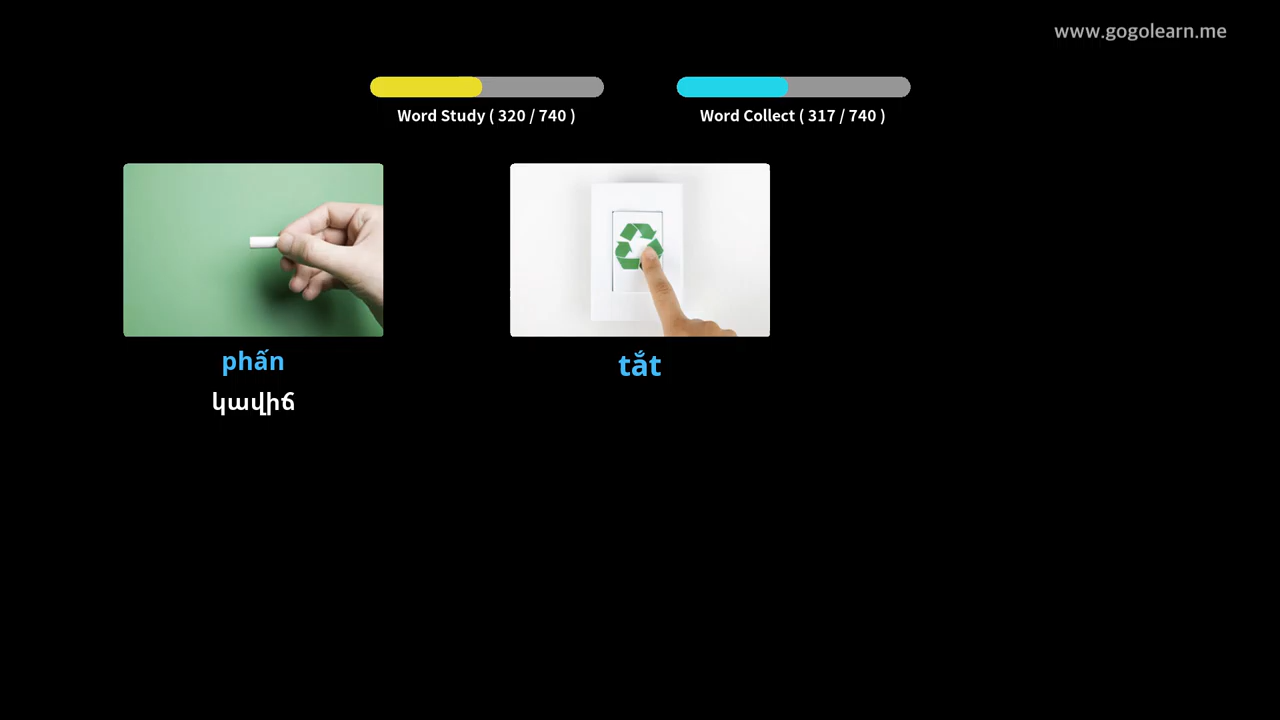 www.gogolearn.me
Word Study ( 320 / 740 )
Word Collect ( 317 / 740 )
phấn
tắt
կավիճ